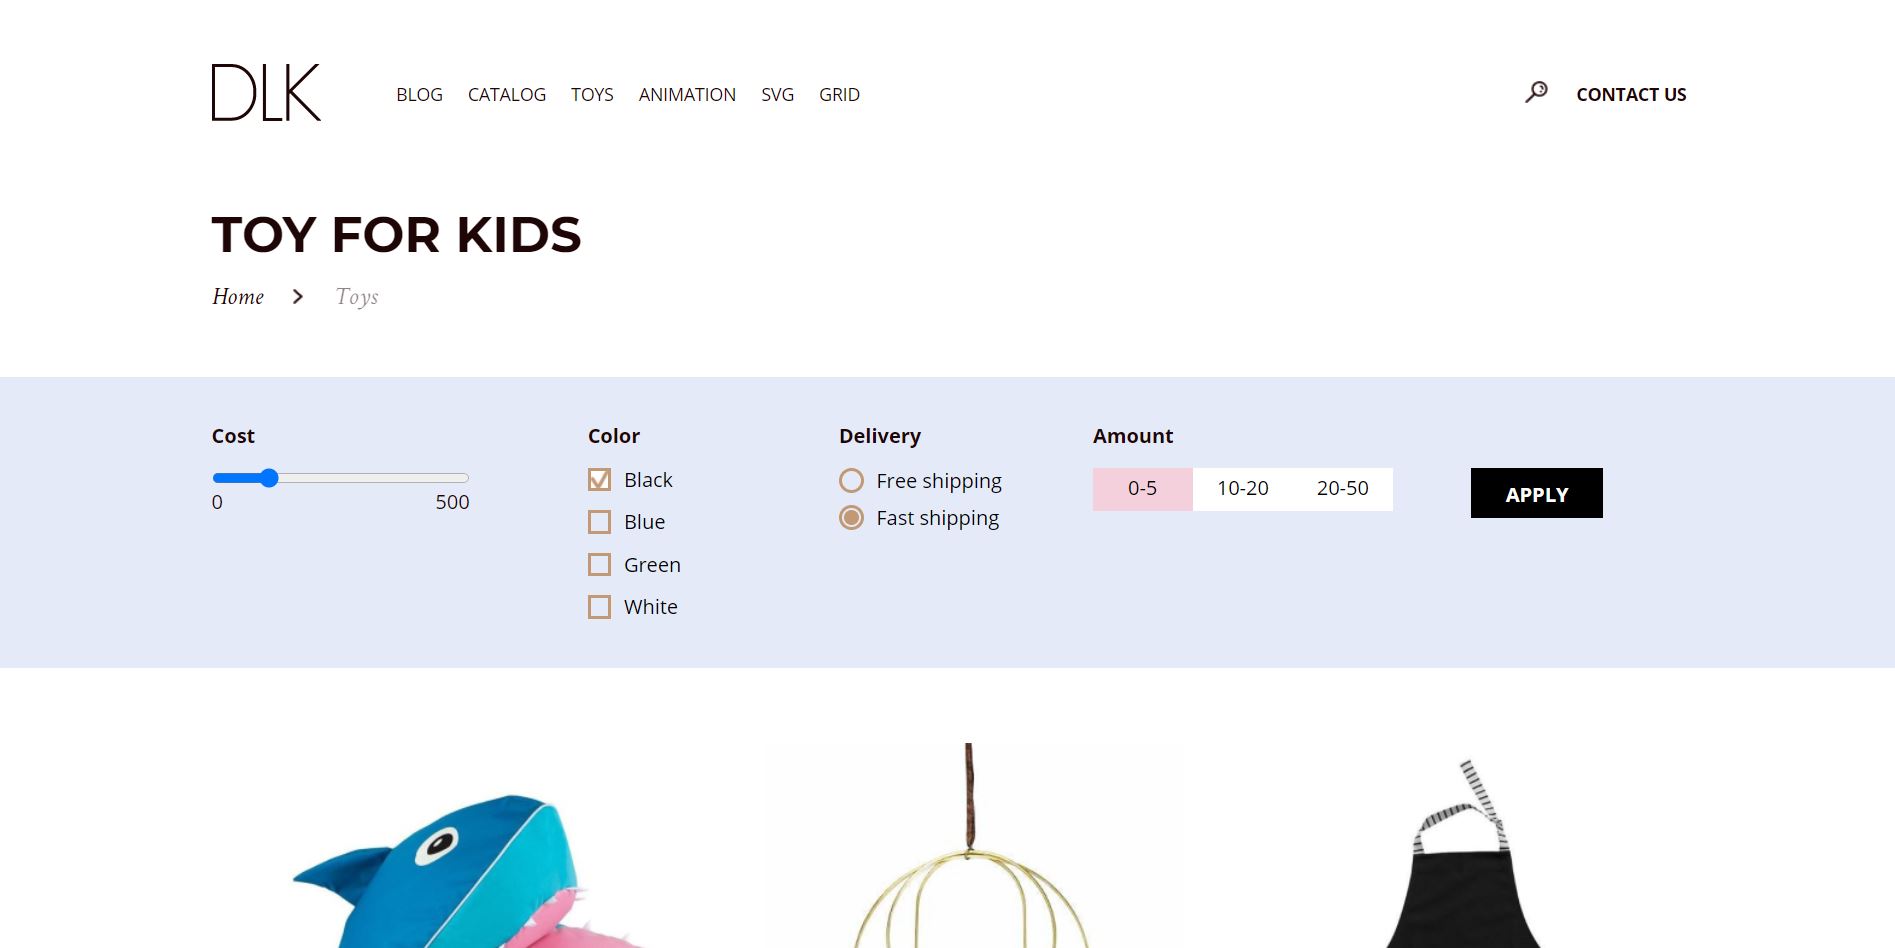 DLK BLOG CATALOG TOYS ANIMATION SVG GRID CONTACT US
TOY FOR KIDS
Home Toys
Cost Color Delivery Amount
0 500
Black
Blue
Green
White
Free shipping
Fast shipping
0-5 10-20 20-50
APPLY